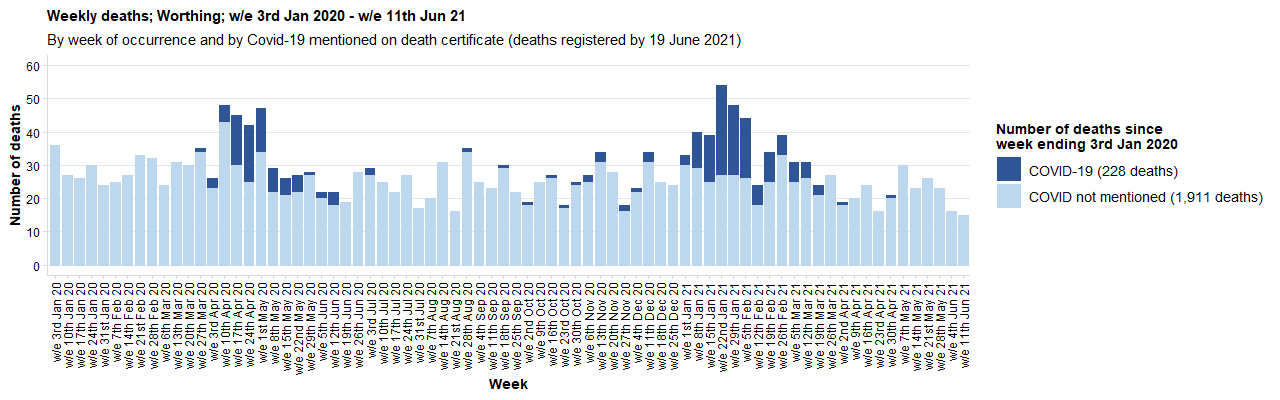 Weekly deaths; Worthing; w/e 3rd Jan 2020 - w/e 11th Jun 21
By week of occurrence and by Covid-19 mentioned on death certificate (deaths registered by 19 June 2021)
Number of deaths
60
50
40
30
20
10
0
w/e 3rd Jan 20
w/e 10th Jan 20
w/e 17th Jan 20
w/e 24th Jan 20
w/e 31st Jan 20
w/e 7th Feb 20
w/e 14th Feb 20
w/e 21st Feb 20
w/e 28th Feb 20
w/e 6th Mar 20
w/e 13th Mar 20
w/e 20th Mar 20
w/e 27th Mar 20
w/e 3rd Apr 20
w/e 10th Apr 20
w/e 17th Apr 20
w/e 24th Apr 20
w/e 1st May 20
w/e 8th May 20
w/e 15th May 20
w/e 22nd May 20
w/e 29th May 20
w/e 5th Jun 20
w/e 12th Jun 20
w/e 19th Jun 20
w/e 26th Jun 20
w/e 3rd Jul 20
w/e 10th Jul 20
w/e 17th Jul 20
w/e 24th Jul 20
w/e 31st Jul 20
w/e 7th Aug 20
w/e 14th Aug 20
w/e 21st Aug 20
w/e 28th Aug 20
w/e 4th Sep 20
w/e 11th Sep 20
w/e 18th Sep 20
w/e 25th Sep 20
w/e 2nd Oct 20
w/e 9th Oct 20
w/e 16th Oct 20
w/e 23rd Oct 20
w/e 30th Oct 20
w/e 6th Nov 20
w/e 13th Nov 20
w/e 20th Nov 20
w/e 27th Nov 20
w/e 4th Dec 20
w/e 11th Dec 20
w/e 18th Dec 20
w/e 25th Dec 20
w/e 1st Jan 21
w/e 8th Jan 21
w/e 15th Jan 21
w/e 22nd Jan 21
w/e 29th Jan 21
w/e 5th Feb 21
w/e 12th Feb 21
w/e 19th Feb 21
w/e 26th Feb 21
w/e 5th Mar 21
w/e 12th Mar 21
w/e 19th Mar 21
w/e 26th Mar 21
w/e 2nd Apr 21
w/e 9th Apr 21
w/e 16th Apr 21
w/e 23rd Apr 21
w/e 30th Apr 21
w/e 7th May 21
w/e 14th May 21
w/e 21st May 21
w/e 28th May 21
w/e 4th Jun 21
w/e 11th Jun 21
Week
Number of deaths since
week ending 3rd Jan 2020
COVID-19 (228 deaths)
COVID not mentioned (1,911 deaths)